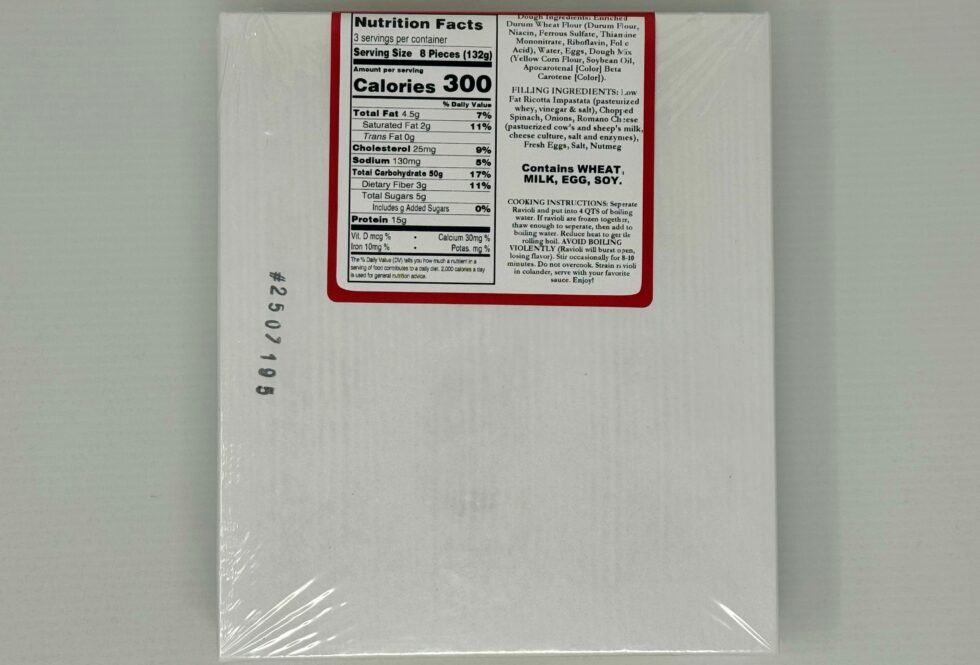 Nutrition Facts
3 servings per container
Serving Size 8 Pieces (132g)
Amount per serving
Calories 300
% Daily Value
Total Fat 4.5g 7%
Saturated Fat 2g 11%
Trans Fat 0g
Cholesterol 25mg 9%
Sodium 130mg 5%
Total Carbohydrate 50g 17%
Dietary Fiber 3g 11%
Total Sugars 5g
Includes g Added Sugars 0%
Protein 15g
Vit. D mcg % • Calcium 30mg %
Iron 10mg % • Potas. mg %
The % Daily Value (DV) tells you how much a nutrient in a
serving of food contributes to a daily diet. 2,000 calories a day
is used for general nutrition advice.
Dough Ingredients: Enriched
Durum Wheat Flour (Durum Flour,
Niacin, Ferrous Sulfate, Thiamine
Mononitrate, Riboflavin, Folic
Acid), Water, Eggs, Dough Mix
(Yellow Corn Flour, Soybean Oil,
Apocarotenal [Color] Beta
Carotene [Color]).
FILLING INGREDIENTS: Low
Fat Ricotta Impastata (pasteurized
whey, vinegar & salt), Chopped
Spinach, Onions, Romano Cheese
(pastuerized cow's and sheep's milk,
cheese culture, salt and enzymes),
Fresh Eggs, Salt, Nutmeg
Contains WHEAT,
MILK, EGG, SOY.
COOKING INSTRUCTIONS: Seperate
Ravioli and put into 4 QTS of boiling
water. If ravioli are frozen together,
thaw enough to seperate, then add to
boiling water. Reduce heat to gentle
rolling boil. AVOID BOILING
VIOLENTLY (Ravioli will burst open,
losing flavor). Stir occasionally for 8-10
minutes. Do not overcook. Strain ravioli
in colander, serve with your favorite
sauce. Enjoy!
#2507195